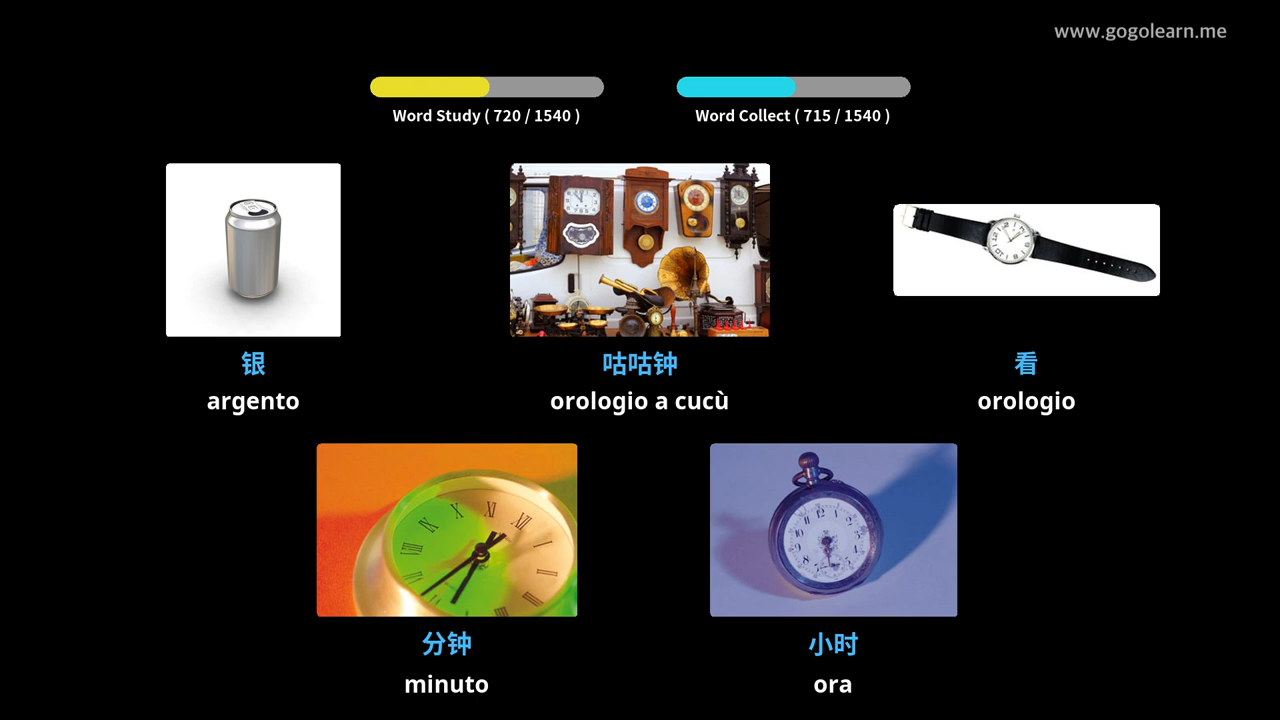 www.gogolearn.me
Word Study ( 720 / 1540 )
Word Collect ( 715 / 1540 )
银
咕咕钟
看
argento
orologio a cucù
orologio
分钟
小时
minuto
ora